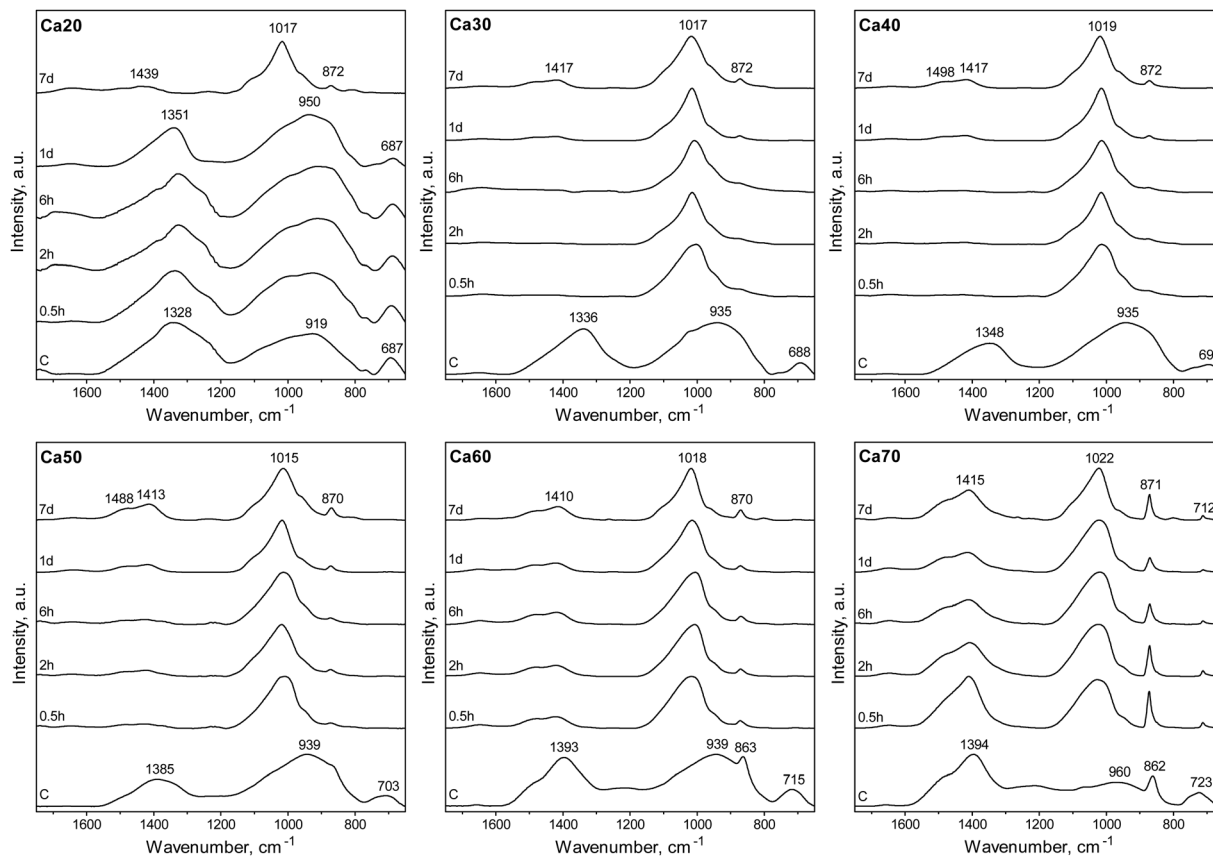 Ca20
1017
7d
1439
872
950
1351
687
1d
6h
2h
0.5h
1328
919
687
C
1600 1400 1200 1000 800
Wavenumber, cm⁻¹
Intensity, a.u.
Ca30
1017
1417
872
7d
1d
6h
2h
0.5h
1336
935
688
C
1600 1400 1200 1000 800
Wavenumber, cm⁻¹
Intensity, a.u.
Ca40
1019
1498 1417
872
7d
1d
6h
2h
0.5h
1348
935
69
C
1600 1400 1200 1000 800
Wavenumber, cm⁻¹
Intensity, a.u.
Ca50
1015
1488 1413
870
7d
1d
6h
2h
0.5h
1385
939
703
C
1600 1400 1200 1000 800
Wavenumber, cm⁻¹
Intensity, a.u.
Ca60
1018
1410
870
7d
1d
6h
2h
0.5h
1393
939 863
715
C
1600 1400 1200 1000 800
Wavenumber, cm⁻¹
Intensity, a.u.
Ca70
1022
1415
871
712
7d
1d
6h
2h
0.5h
1394
960
862
723
C
1600 1400 1200 1000 800
Wavenumber, cm⁻¹
Intensity, a.u.